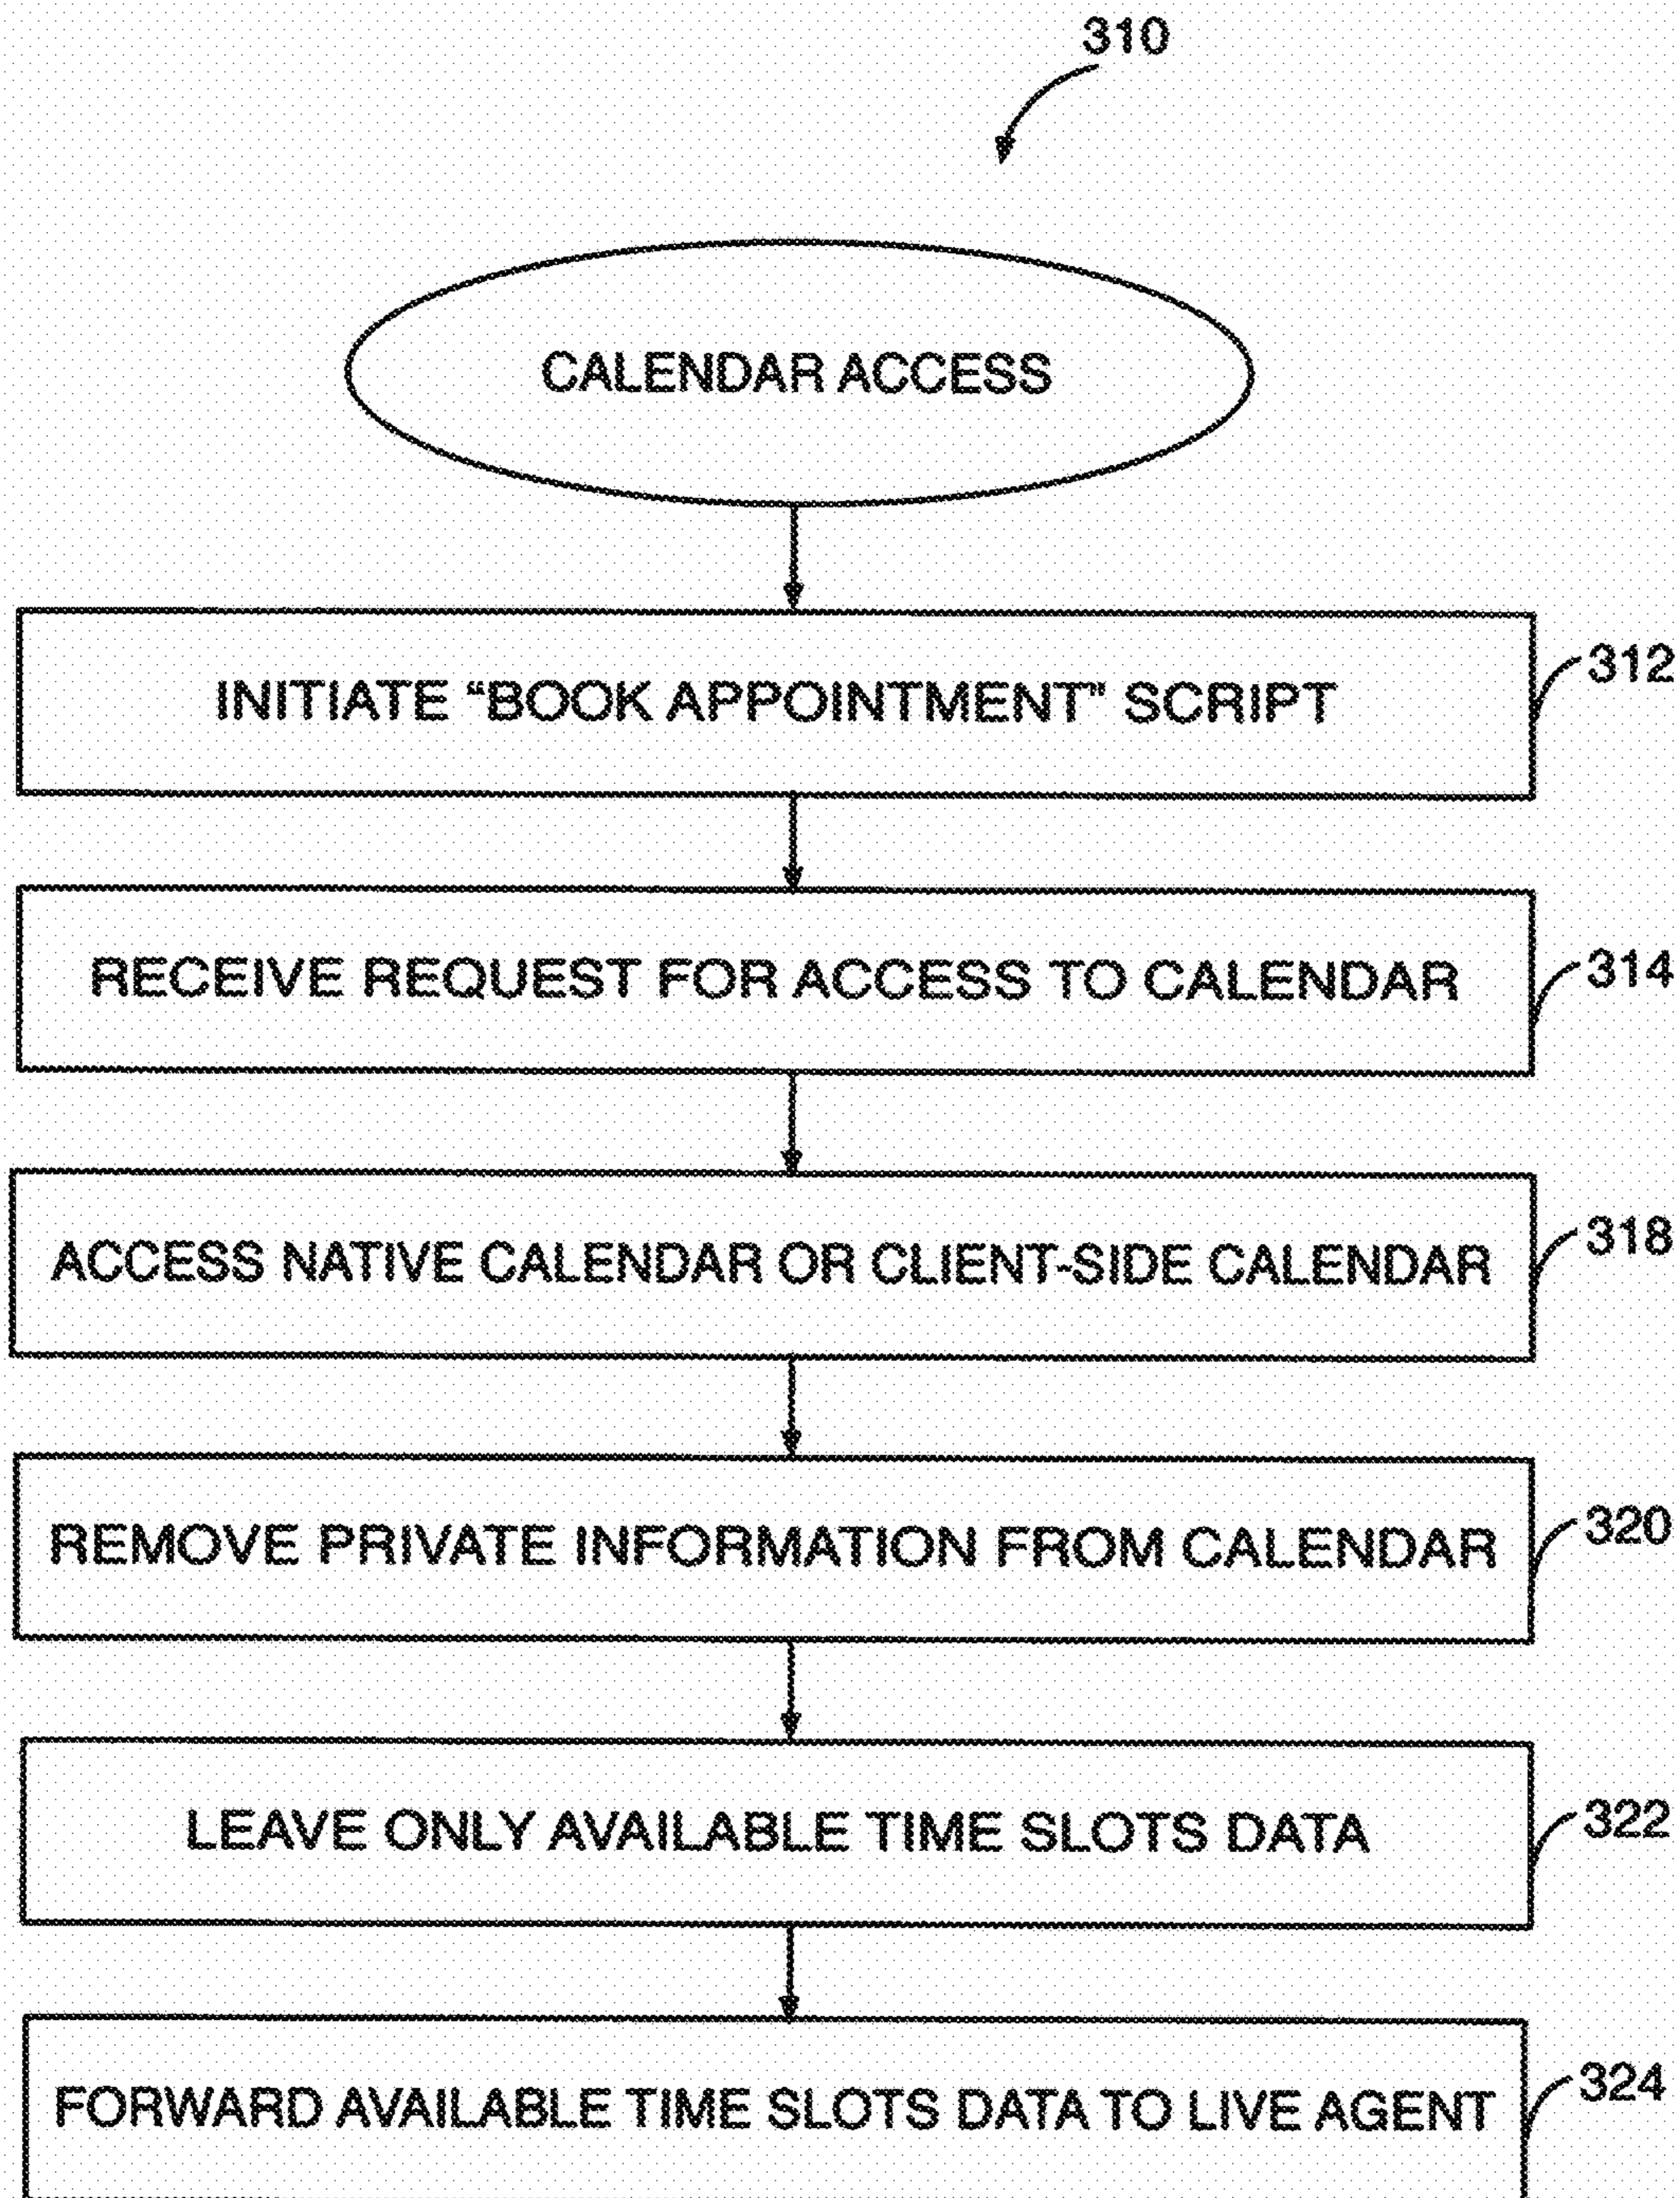 310
CALENDAR ACCESS
INITIATE “BOOK APPOINTMENT” SCRIPT
312
RECEIVE REQUEST FOR ACCESS TO CALENDAR
314
ACCESS NATIVE CALENDAR OR CLIENT-SIDE CALENDAR
318
REMOVE PRIVATE INFORMATION FROM CALENDAR
320
LEAVE ONLY AVAILABLE TIME SLOTS DATA
322
FORWARD AVAILABLE TIME SLOTS DATA TO LIVE AGENT
324